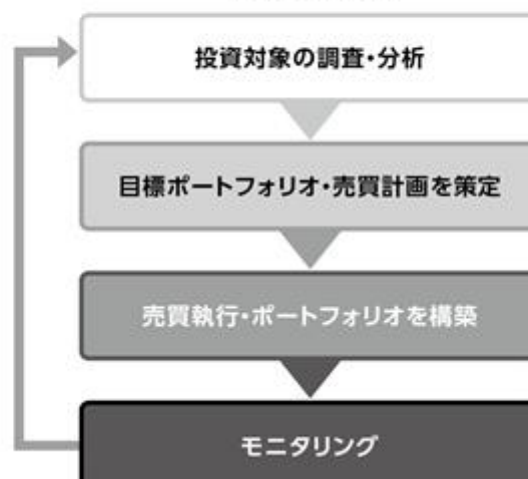 投資対象の調査・分析
目標ポートフォリオ・売買計画を策定
売買執行・ポートフォリオを構築
モニタリング